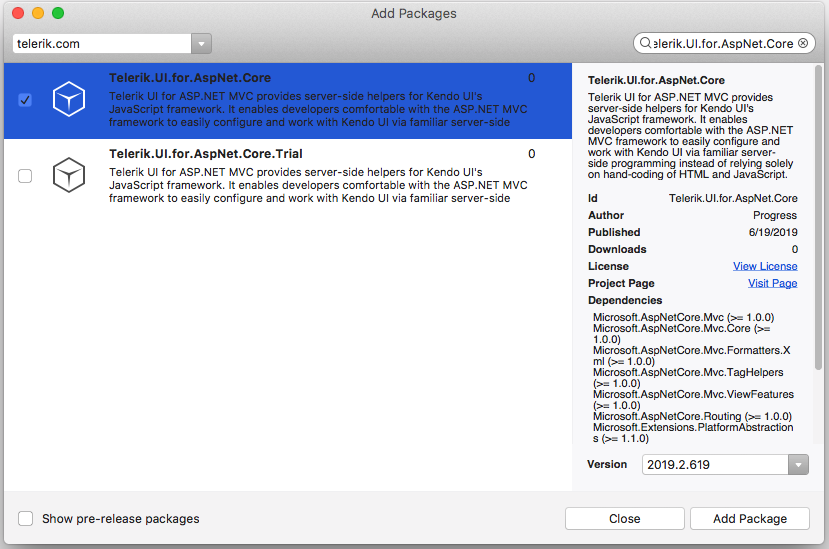 Add Packages
telerik.com
elerik.UI.for.AspNet.Core
Telerik.UI.for.AspNet.Core 0
Telerik UI for ASP.NET MVC provides server-side helpers for Kendo UI's
JavaScript framework. It enables developers comfortable with the ASP.NET MVC
framework to easily configure and work with Kendo UI via familiar server-side
Telerik.UI.for.AspNet.Core.Trial 0
Telerik UI for ASP.NET MVC provides server-side helpers for Kendo UI's
JavaScript framework. It enables developers comfortable with the ASP.NET MVC
framework to easily configure and work with Kendo UI via familiar server-side
Telerik.UI.for.AspNet.Core
Telerik UI for ASP.NET MVC provides
server-side helpers for Kendo UI's
JavaScript framework. It enables
developers comfortable with the ASP.NET
MVC framework to easily configure and
work with Kendo UI via familiar server-
side programming instead of relying solely
on hand-coding of HTML and JavaScript.
Id Telerik.UI.for.AspNet.Core
Author Progress
Published 6/19/2019
Downloads 0
License View License
Project Page Visit Page
Dependencies
Microsoft.AspNetCore.Mvc (>= 1.0.0)
Microsoft.AspNetCore.Mvc.Core (>=
1.0.0)
Microsoft.AspNetCore.Mvc.Formatters.X
ml (>= 1.0.0)
Microsoft.AspNetCore.Mvc.TagHelpers
(>= 1.0.0)
Microsoft.AspNetCore.Mvc.ViewFeatures
(>= 1.0.0)
Microsoft.AspNetCore.Routing (>= 1.0.0)
Microsoft.Extensions.PlatformAbstraction
s (>= 1.1.0)
Version 2019.2.619
Show pre-release packages
Close
Add Package